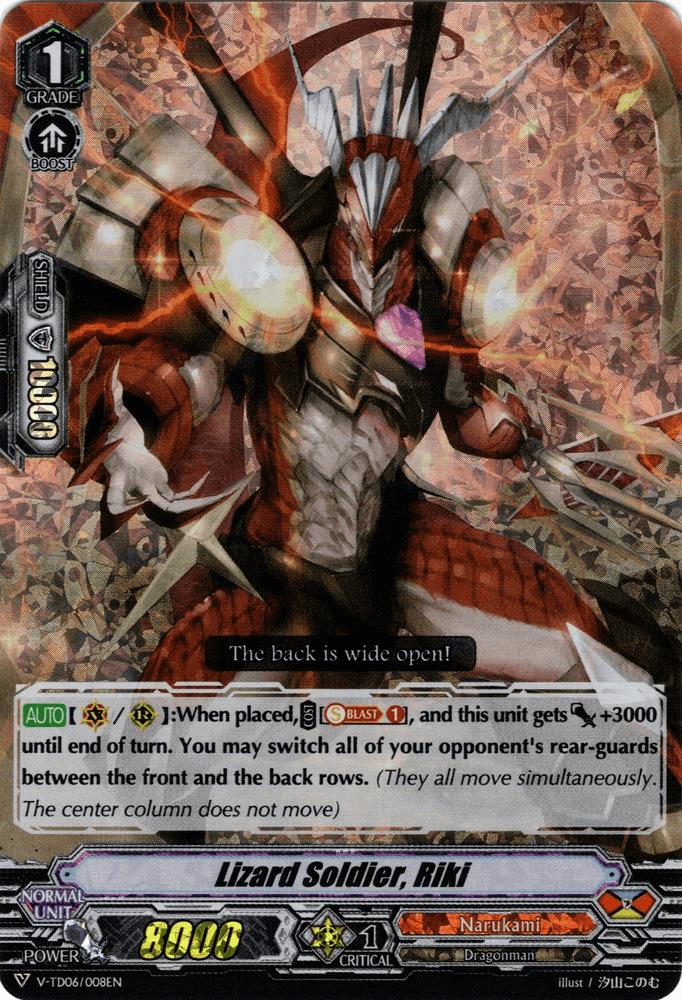 1
GRADE
BOOST
SHIELD
10000
The back is wide open!
AUTO【V/R】:When placed, COST [S BLAST 1], and this unit gets +3000
until end of turn. You may switch all of your opponent's rear-guards
between the front and the back rows. (They all move simultaneously.
The center column does not move)
Lizard Soldier, Riki
NORMAL
UNIT
POWER
8000
1
CRITICAL
Narukami
Dragonman
V-TD06/008EN
illust / 汐山このむ